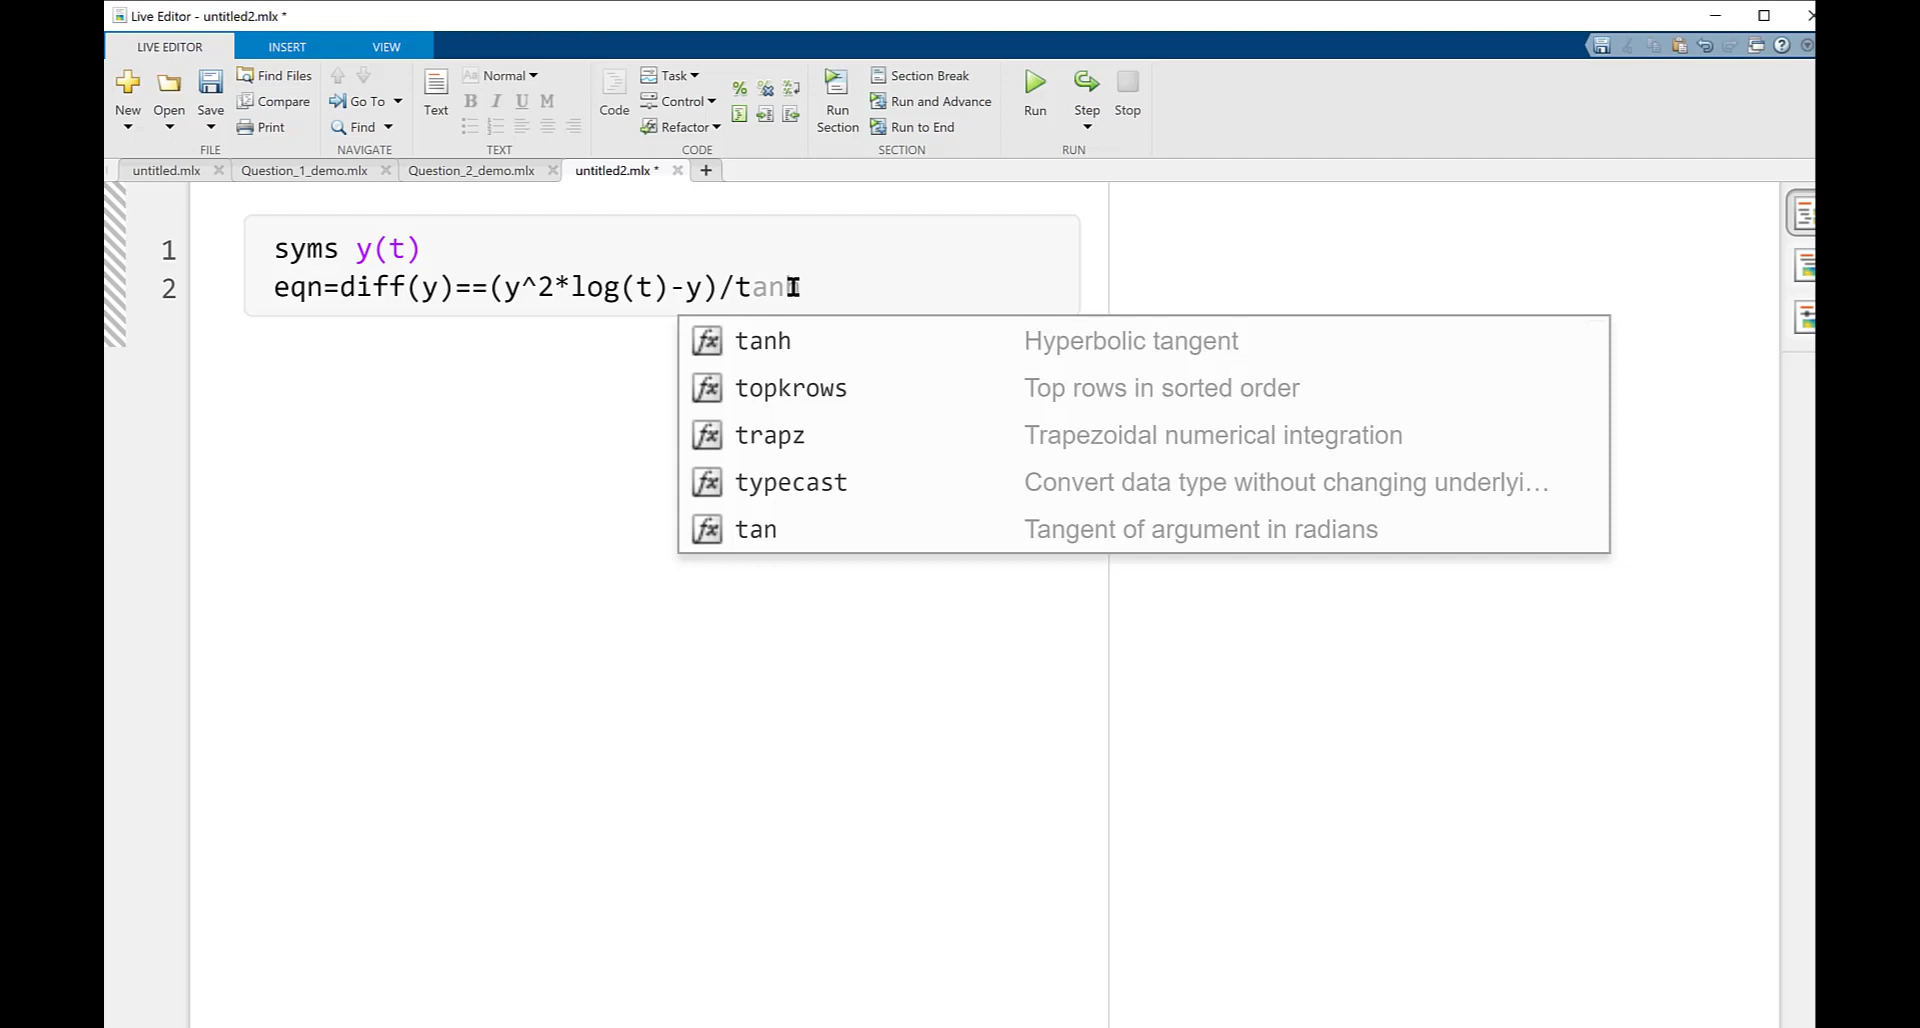 Live Editor - untitled2.mlx *
LIVE EDITOR INSERT VIEW
New Open Save Find Files Compare Print
FILE
Go To Find
NAVIGATE
Text Aa Normal B I U M
TEXT
Code Task Control Refactor
CODE
Run Section Section Break Run and Advance Run to End
SECTION
Run Step Stop
RUN
untitled.mlx Question_1_demo.mlx Question_2_demo.mlx untitled2.mlx *
1 syms y(t)
2 eqn=diff(y)==(y^2*log(t)-y)/tanh
tanh Hyperbolic tangent
topkrows Top rows in sorted order
trapz Trapezoidal numerical integration
typecast Convert data type without changing underlyi…
tan Tangent of argument in radians